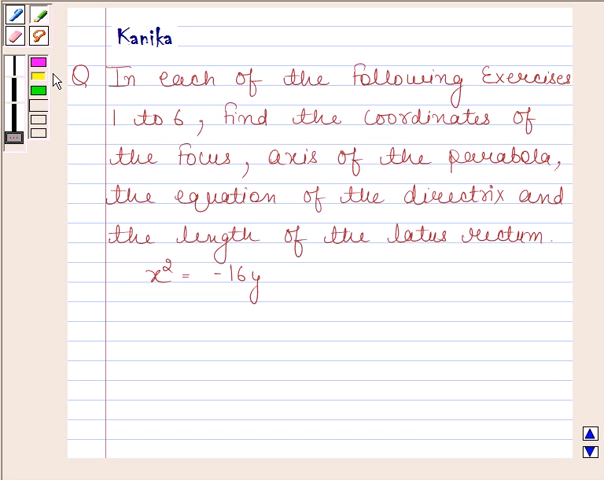 Kanika
Q In each of the following Exercises
1 to 6, find the coordinates of
the focus, axis of the parabola,
the equation of the directrix and
the length of the latus rectum.
x² = -16y